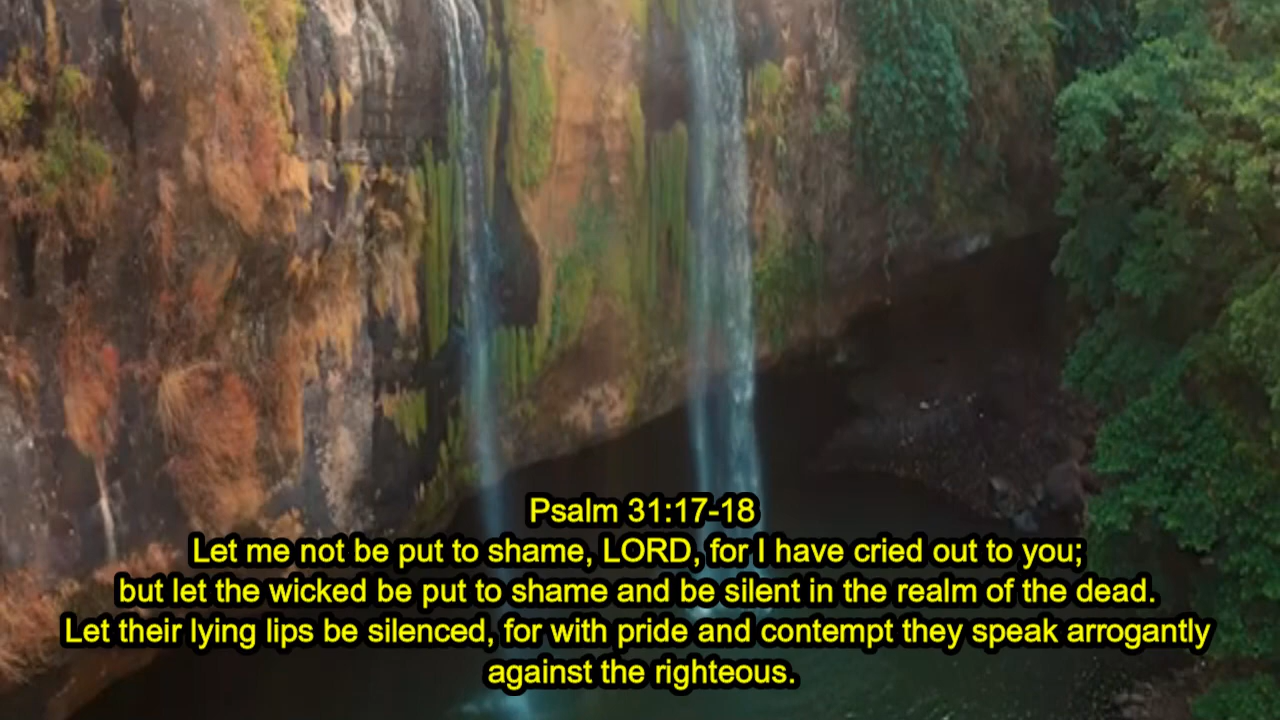 Psalm 31:17-18
Let me not be put to shame, LORD, for I have cried out to you;
but let the wicked be put to shame and be silent in the realm of the dead.
Let their lying lips be silenced, for with pride and contempt they speak arrogantly
against the righteous.